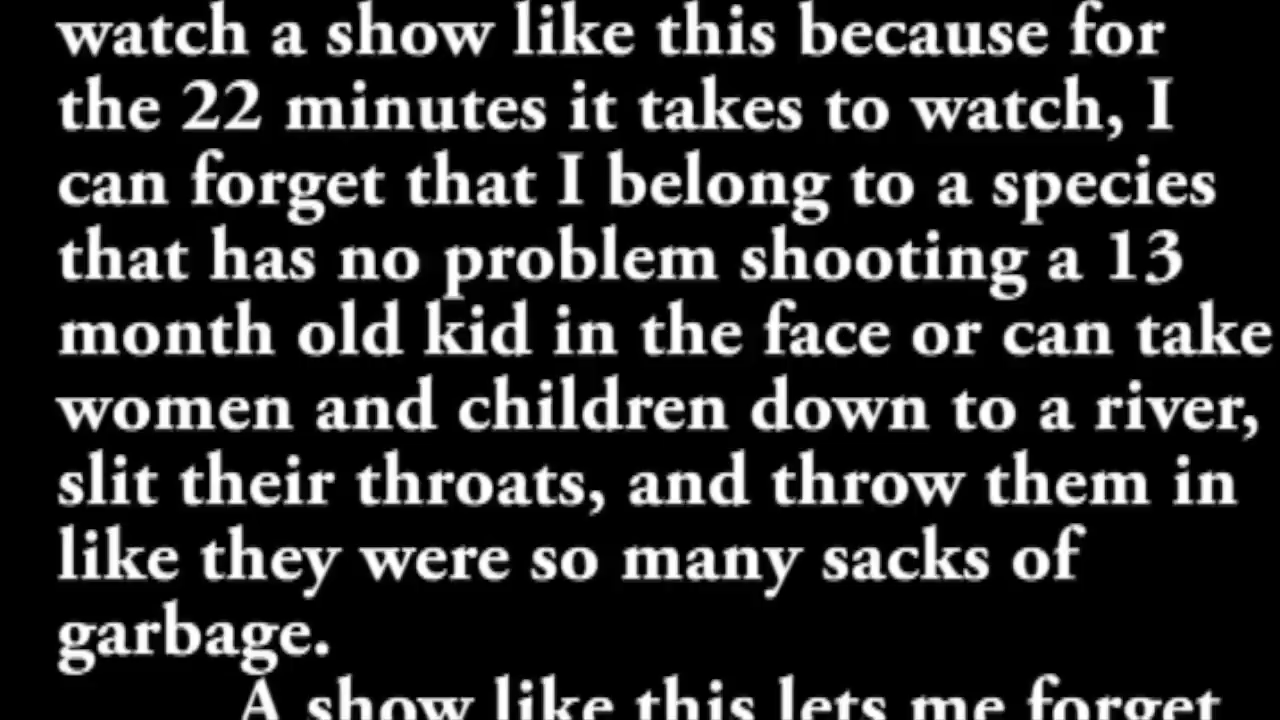 watch a show like this because for
the 22 minutes it takes to watch, I
can forget that I belong to a species
that has no problem shooting a 13
month old kid in the face or can take
women and children down to a river,
slit their throats, and throw them in
like they were so many sacks of
garbage.
A show like this lets me forget